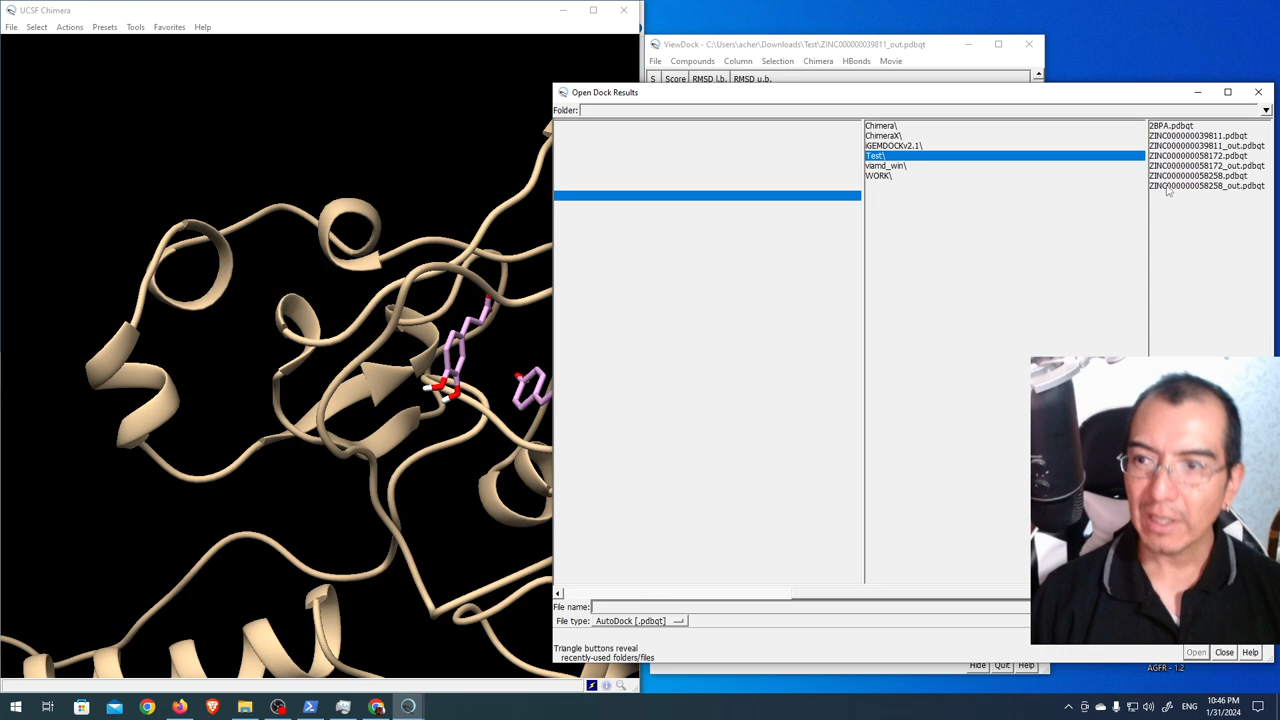 UCSF Chimera
File Select Actions Presets Tools Favorites Help
ViewDock - C:\Users\acher\Downloads\Test\ZINC000000039811_out.pdbqt
File Compounds Column Selection Chimera HBonds Movie
S Score RMSD l.b. RMSD u.b.
Open Dock Results
Folder:
Chimera\
ChimeraX\
iGEMDOCKv2.1\
Test\
viamd_win\
WORK\
2BPA.pdbqt
ZINC000000039811.pdbqt
ZINC000000039811_out.pdbqt
ZINC000000058172.pdbqt
ZINC000000058172_out.pdbqt
ZINC000000058258.pdbqt
ZINC000000058258_out.pdbqt
File name:
File type: AutoDock [.pdbqt]
Triangle buttons reveal
recently-used folders/files
Open Close Help
Hide Quit Help
AGFR - 1.2
ENG
10:46 PM
1/31/2024